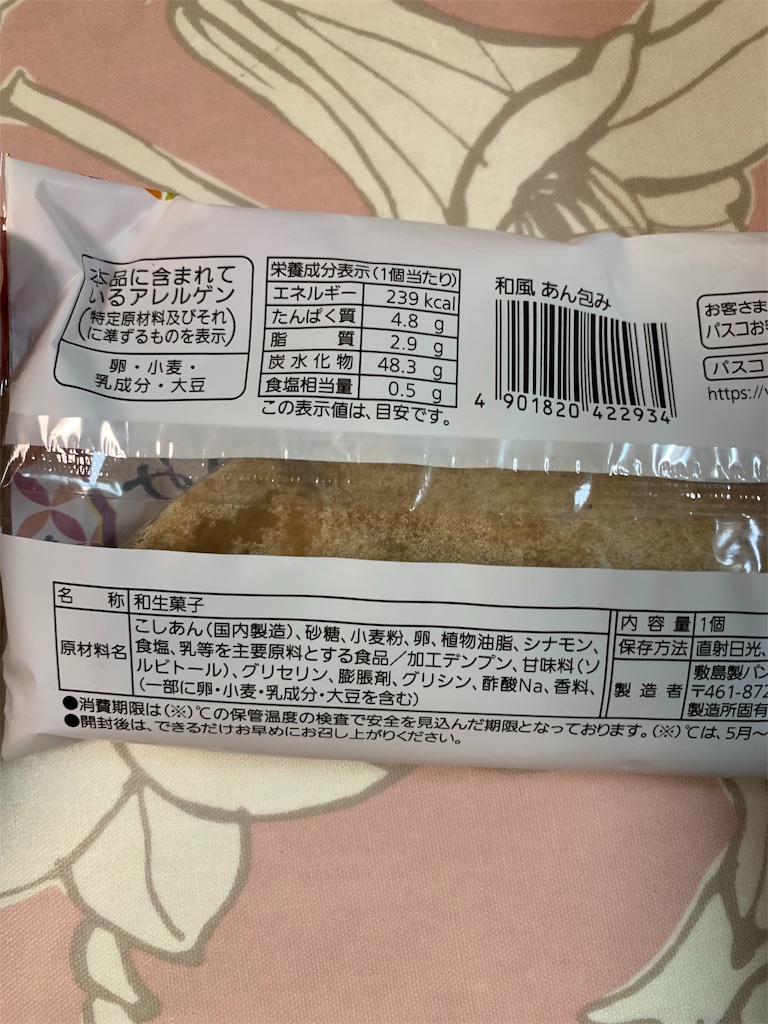 本品に含まれて
いるアレルゲン
(特定原材料及びそれ
に準ずるものを表示)
卵・小麦・
乳成分・大豆
栄養成分表示(1個当たり)
エネルギー 239 kcal
たんぱく質 4.8 g
脂質 2.9 g
炭水化物 48.3 g
食塩相当量 0.5 g
この表示値は、目安です。
和風 あん包み
4 901820 422934
お客さま
パスコお
パスコ
https://
名称 和生菓子
原材料名 こしあん(国内製造)、砂糖、小麦粉、卵、植物油脂、シナモン、
食塩、乳等を主要原料とする食品/加工デンプン、甘味料(ソ
ルビトール)、グリセリン、膨脹剤、グリシン、酢酸Na、香料、
(一部に卵・小麦・乳成分・大豆を含む)
内容量 1個
保存方法 直射日光、
製造者 敷島製パン
〒461-872
製造所固有
●消費期限は(※)℃の保管温度の検査で安全を見込んだ期限となっております。(※)℃は、5月~
●開封後は、できるだけお早めにお召し上がりください。